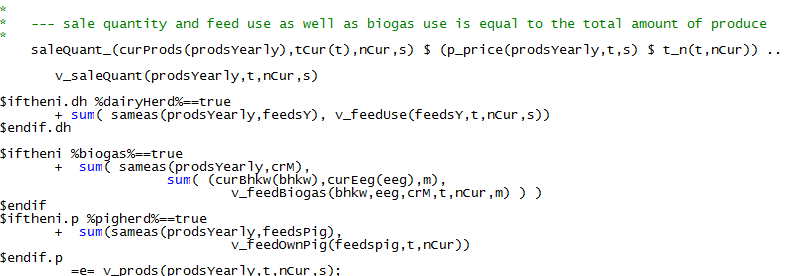 *
*    --- sale quantity and feed use as well as biogas use is equal to the total amount of produce
*
    saleQuant_(curProds(prodsYearly),tCur(t),nCur,s) $ (p_price(prodsYearly,t,s) $ t_n(t,nCur)) ..

       v_saleQuant(prodsYearly,t,nCur,s)

$iftheni.dh %dairyHerd%==true
       + sum( sameas(prodsYearly,feedsY), v_feedUse(feedsY,t,nCur,s))
$endif.dh

$iftheni %biogas%==true
       +  sum( sameas(prodsYearly,crM),
                     sum( (curBhkw(bhkw),curEeg(eeg),m),
                             v_feedBiogas(bhkw,eeg,crM,t,nCur,m) ) )
$endif
$iftheni.p %pigherd%==true
       +  sum(sameas(prodsYearly,feedsPig),
                             v_feedOwnPig(feedspig,t,nCur))
$endif.p
         =e= v_prods(prodsYearly,t,nCur,s);